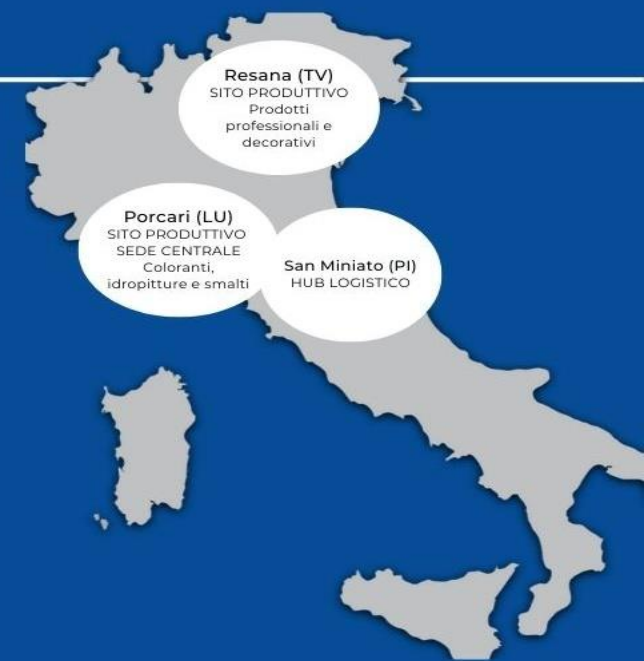 Resana (TV)
SITO PRODUTTIVO
Prodotti
professionali e
decorativi
Porcari (LU)
SITO PRODUTTIVO
SEDE CENTRALE
Coloranti,
idropitture e smalti
San Miniato (PI)
HUB LOGISTICO